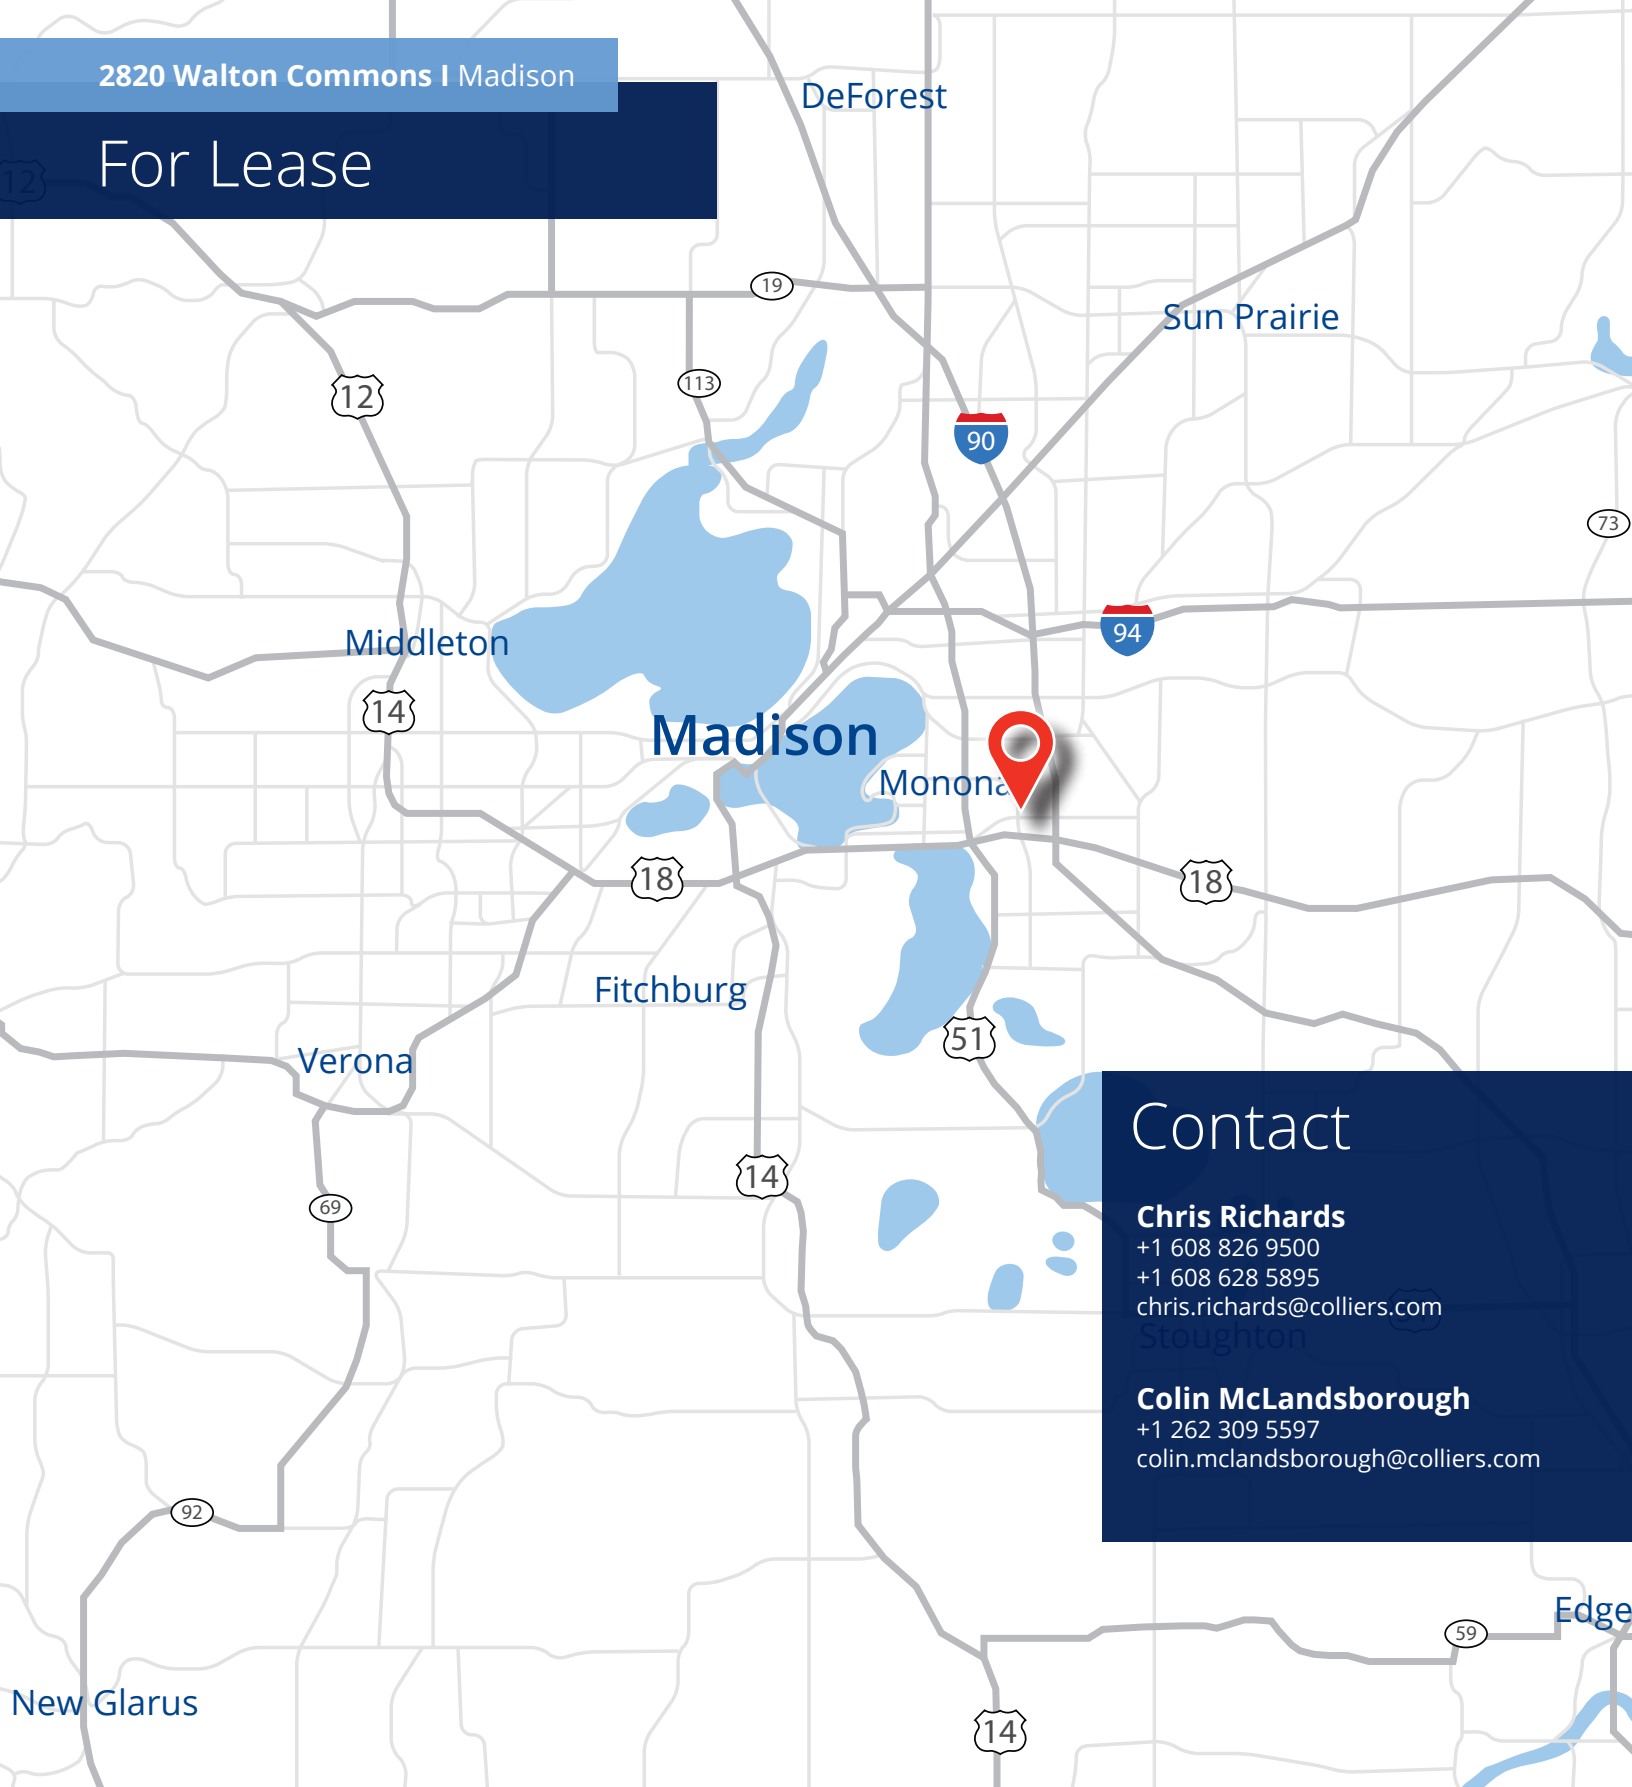 2820 Walton Commons I Madison
For Lease
12
DeForest
19
Sun Prairie
113
12
90
73
94
Middleton
14
Madison
Monona
18
18
Fitchburg
51
Verona
14
69
Contact
Chris Richards
+1 608 826 9500
+1 608 628 5895
chris.richards@colliers.com
51
Stoughton
Colin McLandsborough
+1 262 309 5597
colin.mclandsborough@colliers.com
92
59
Edge
New Glarus
14